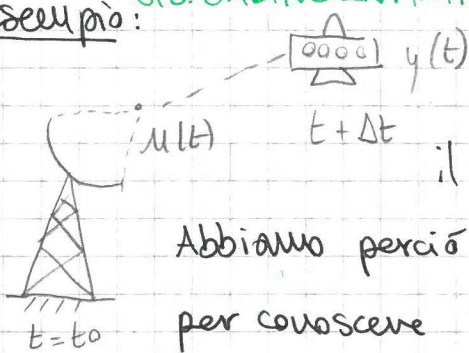 Esempio:
y(t)
u(t)
t + Δt
il
Abbiamo perciò
t = t0
per conoscere